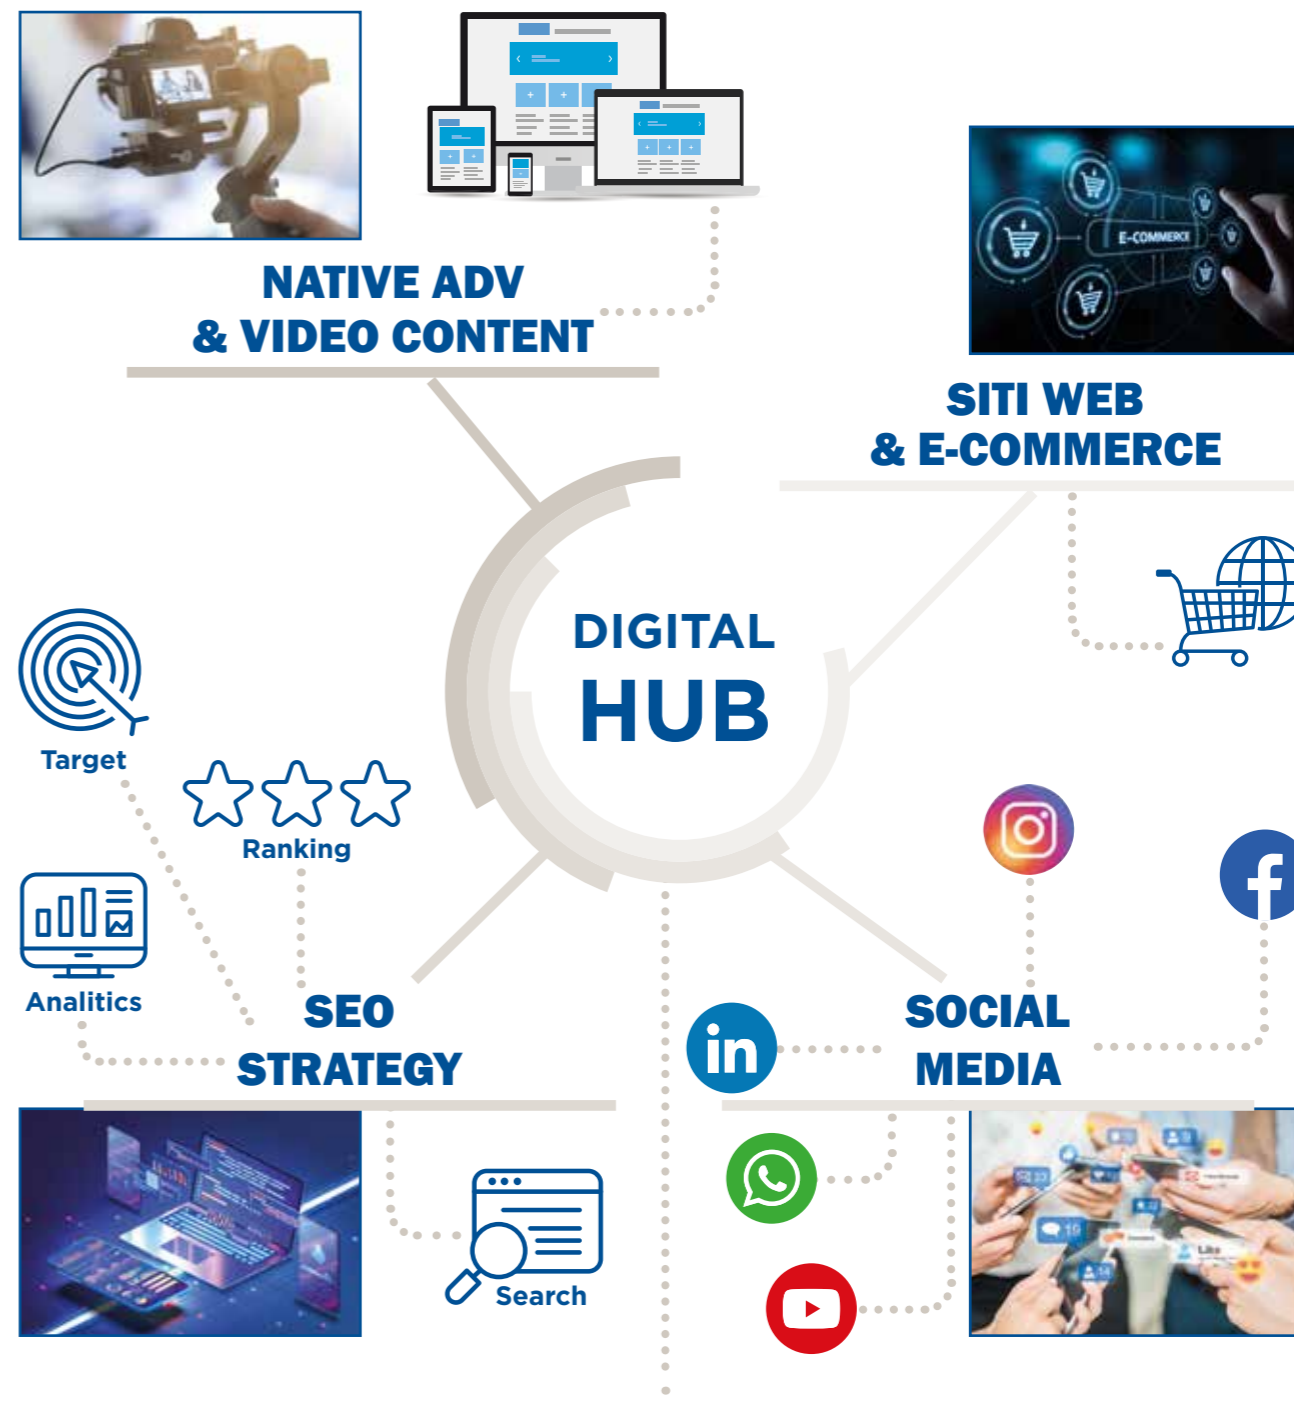 NATIVE ADV
& VIDEO CONTENT
E-COMMERCE
SITI WEB
& E-COMMERCE
DIGITAL
HUB
Target
Ranking
Analitics
SEO
STRATEGY
Search
SOCIAL
MEDIA
in
Like